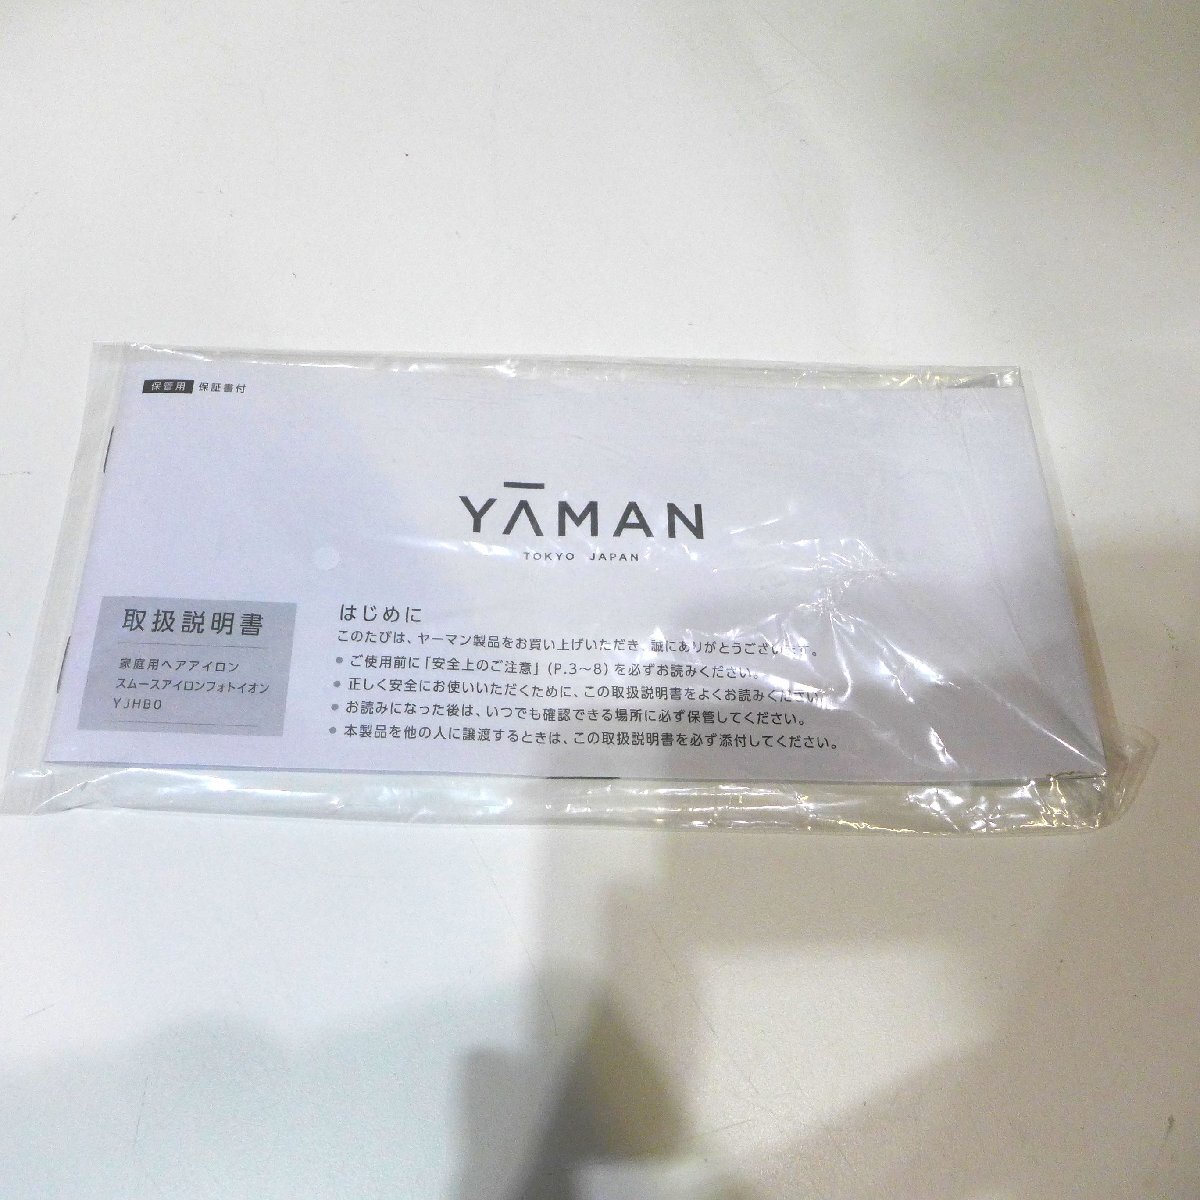 保管用 保証書付
YĀMAN
TOKYO JAPAN
取扱説明書
家庭用ヘアアイロン
スムースアイロンフォトイオン
YJHB0
はじめに
このたびは、ヤーマン製品をお買い上げいただき、誠にありがとうございます。
● ご使用前に「安全上のご注意」(P.3〜8)を必ずお読みください。
● 正しく安全にお使いいただくために、この取扱説明書をよくお読みください。
● お読みになった後は、いつでも確認できる場所に必ず保管してください。
● 本製品を他の人に譲渡するときは、この取扱説明書を必ず添付してください。